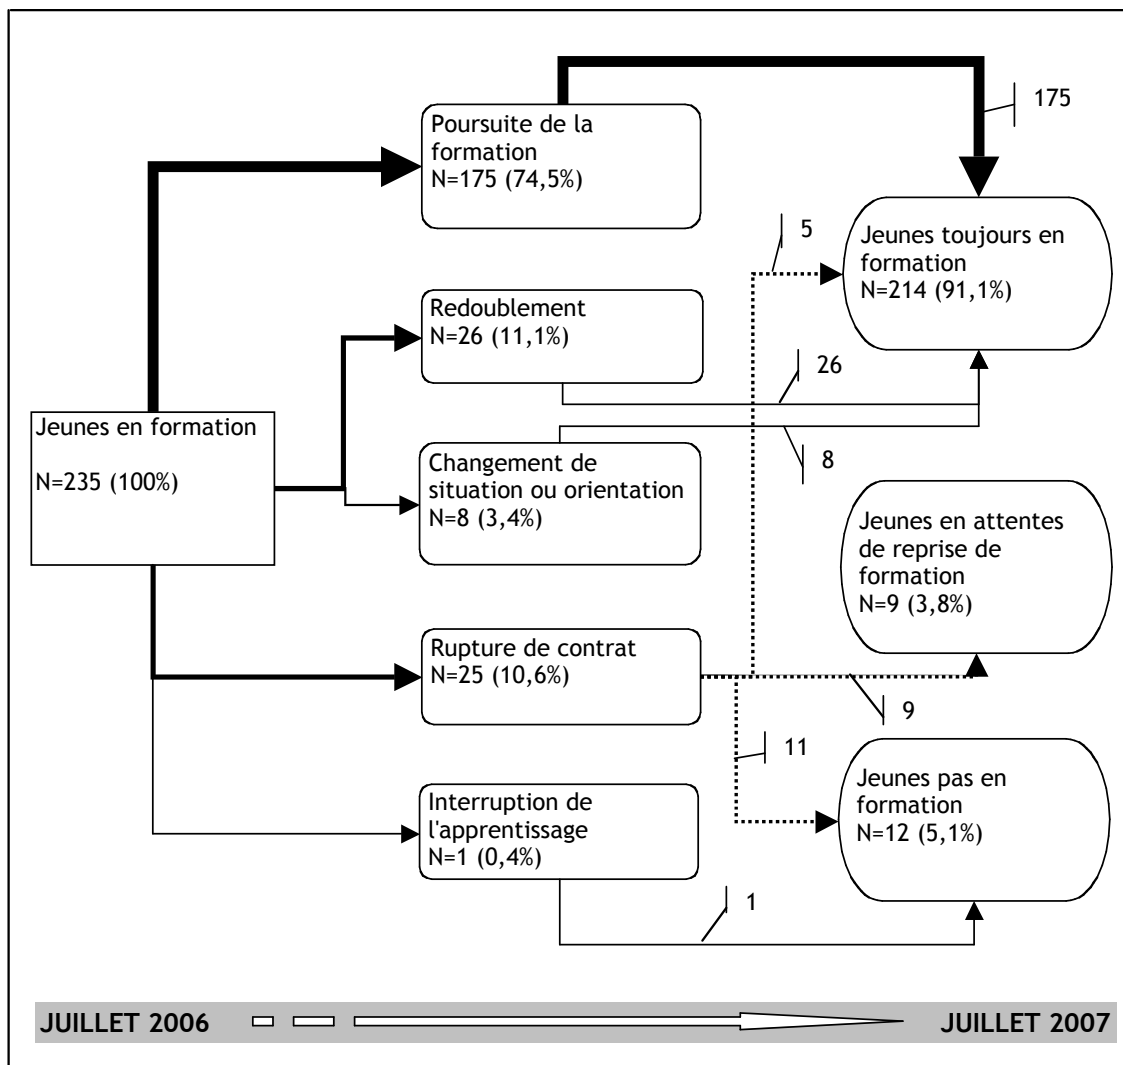 175
Poursuite de la
formation
N=175 (74,5%)
5
Jeunes toujours en
formation
N=214 (91,1%)
Redoublement
N=26 (11,1%)
26
Jeunes en formation
N=235 (100%)
Changement de
situation ou orientation
N=8 (3,4%)
8
Jeunes en attentes
de reprise de
formation
N=9 (3,8%)
Rupture de contrat
N=25 (10,6%)
9
11
Jeunes pas en
formation
N=12 (5,1%)
Interruption de
l'apprentissage
N=1 (0,4%)
1
JUILLET 2006
JUILLET 2007